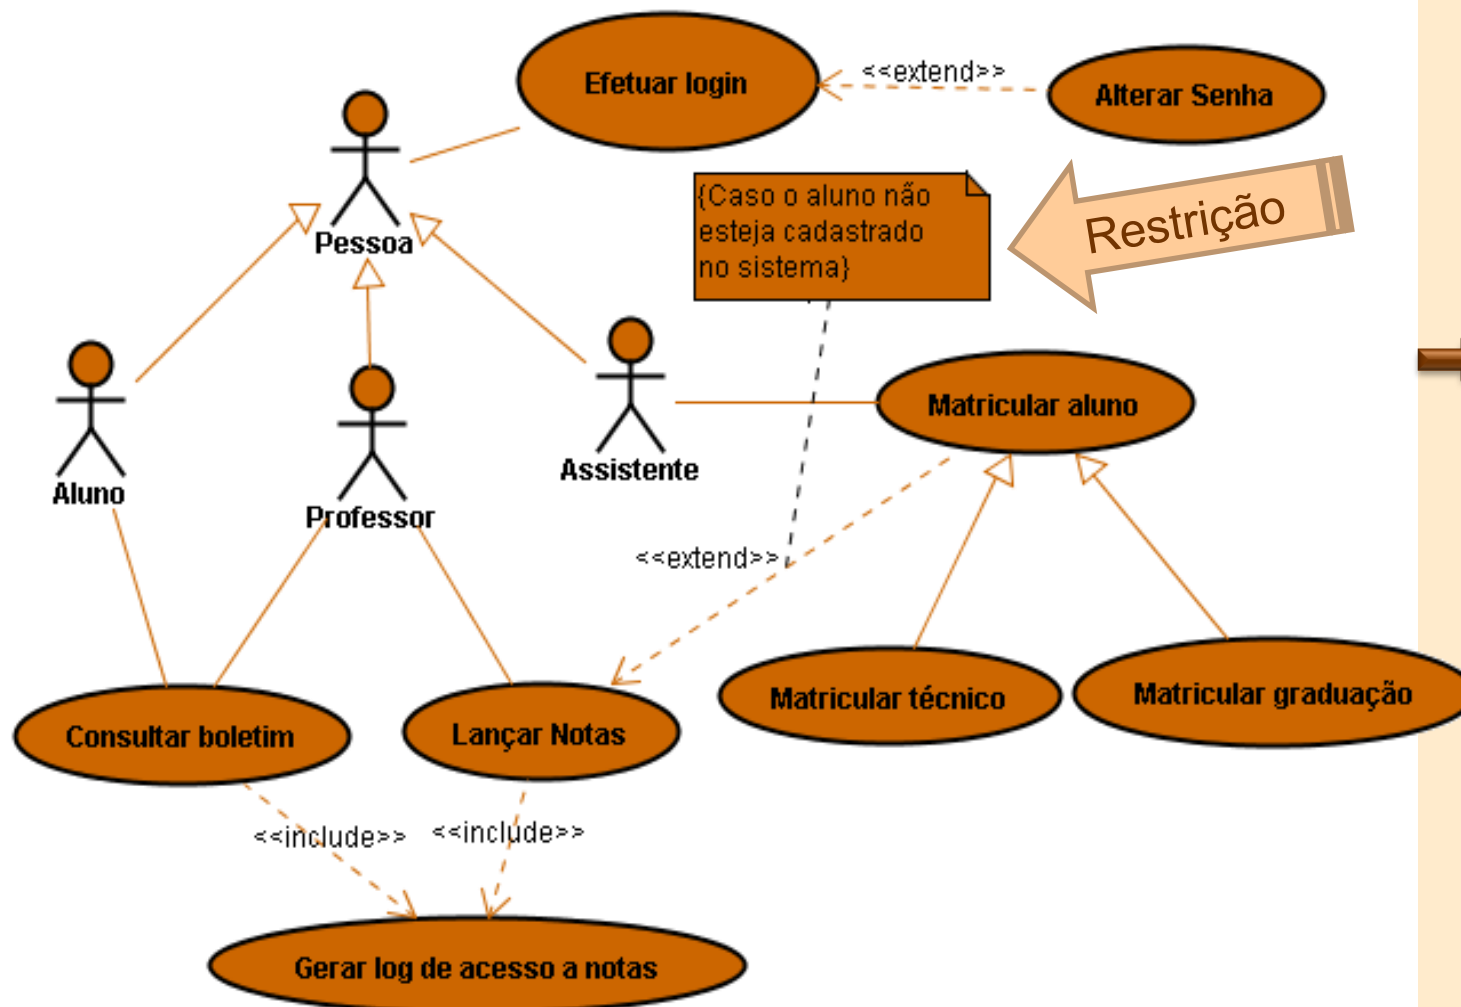 Efetuar login
<<extend>>
Alterar Senha
{Caso o aluno não
esteja cadastrado
no sistema}
Restrição
Pessoa
Matricular aluno
Assistente
Aluno
Professor
<<extend>>
Matricular técnico
Matricular graduação
Consultar boletim
Lançar Notas
<<include>>
<<include>>
Gerar log de acesso a notas